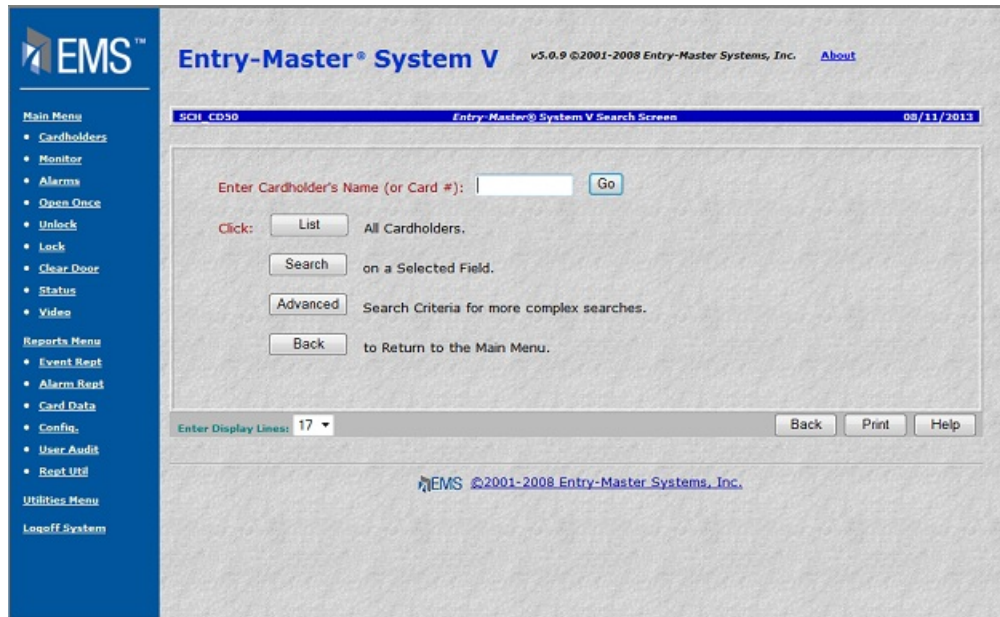 EMS™
Entry-Master® System V
v5.0.9 ©2001-2008 Entry-Master Systems, Inc.
About
Main Menu
Cardholders
Monitor
Alarms
Open Once
Unlock
Lock
Clear Door
Status
Video
Reports Menu
Event Rept
Alarm Rept
Card Data
Config.
User Audit
Rept Util
Utilities Menu
Logoff System
SCH_CD50 Entry-Master® System V Search Screen 08/11/2013
Enter Cardholder's Name (or Card #): Go
Click: List All Cardholders.
Search on a Selected Field.
Advanced Search Criteria for more complex searches.
Back to Return to the Main Menu.
Enter Display Lines: 17 Back Print Help
EMS ©2001-2008 Entry-Master Systems, Inc.